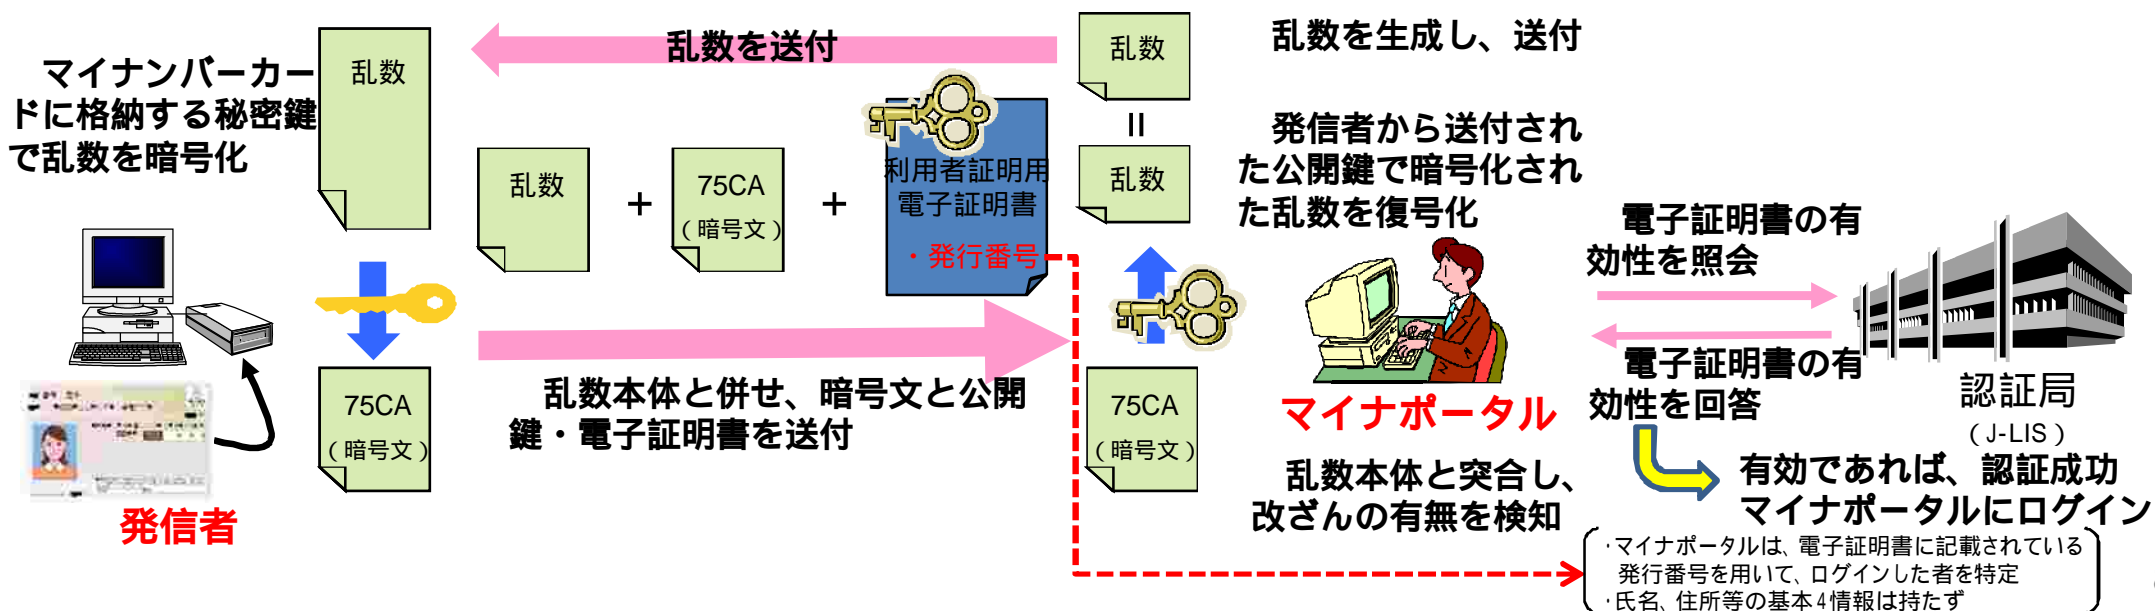 乱数を送付
乱数
乱数を生成し、送付
マイナンバーカー
ドに格納する秘密鍵
で乱数を暗号化
乱数
=
発信者から送付され
た公開鍵で暗号化され
た乱数を復号化
乱数
+
75CA
(暗号文)
+
利用者証明用
電子証明書
・発行番号
乱数
電子証明書の有
効性を照会
電子証明書の有
効性を回答
認証局
(J-LIS)
75CA
(暗号文)
乱数本体と併せ、暗号文と公開
鍵・電子証明書を送付
75CA
(暗号文)
マイナポータル
乱数本体と突合し、
改ざんの有無を検知
有効であれば、認証成功
マイナポータルにログイン
発信者
・マイナポータルは、電子証明書に記載されている
発行番号を用いて、ログインした者を特定
・氏名、住所等の基本4情報は持たず